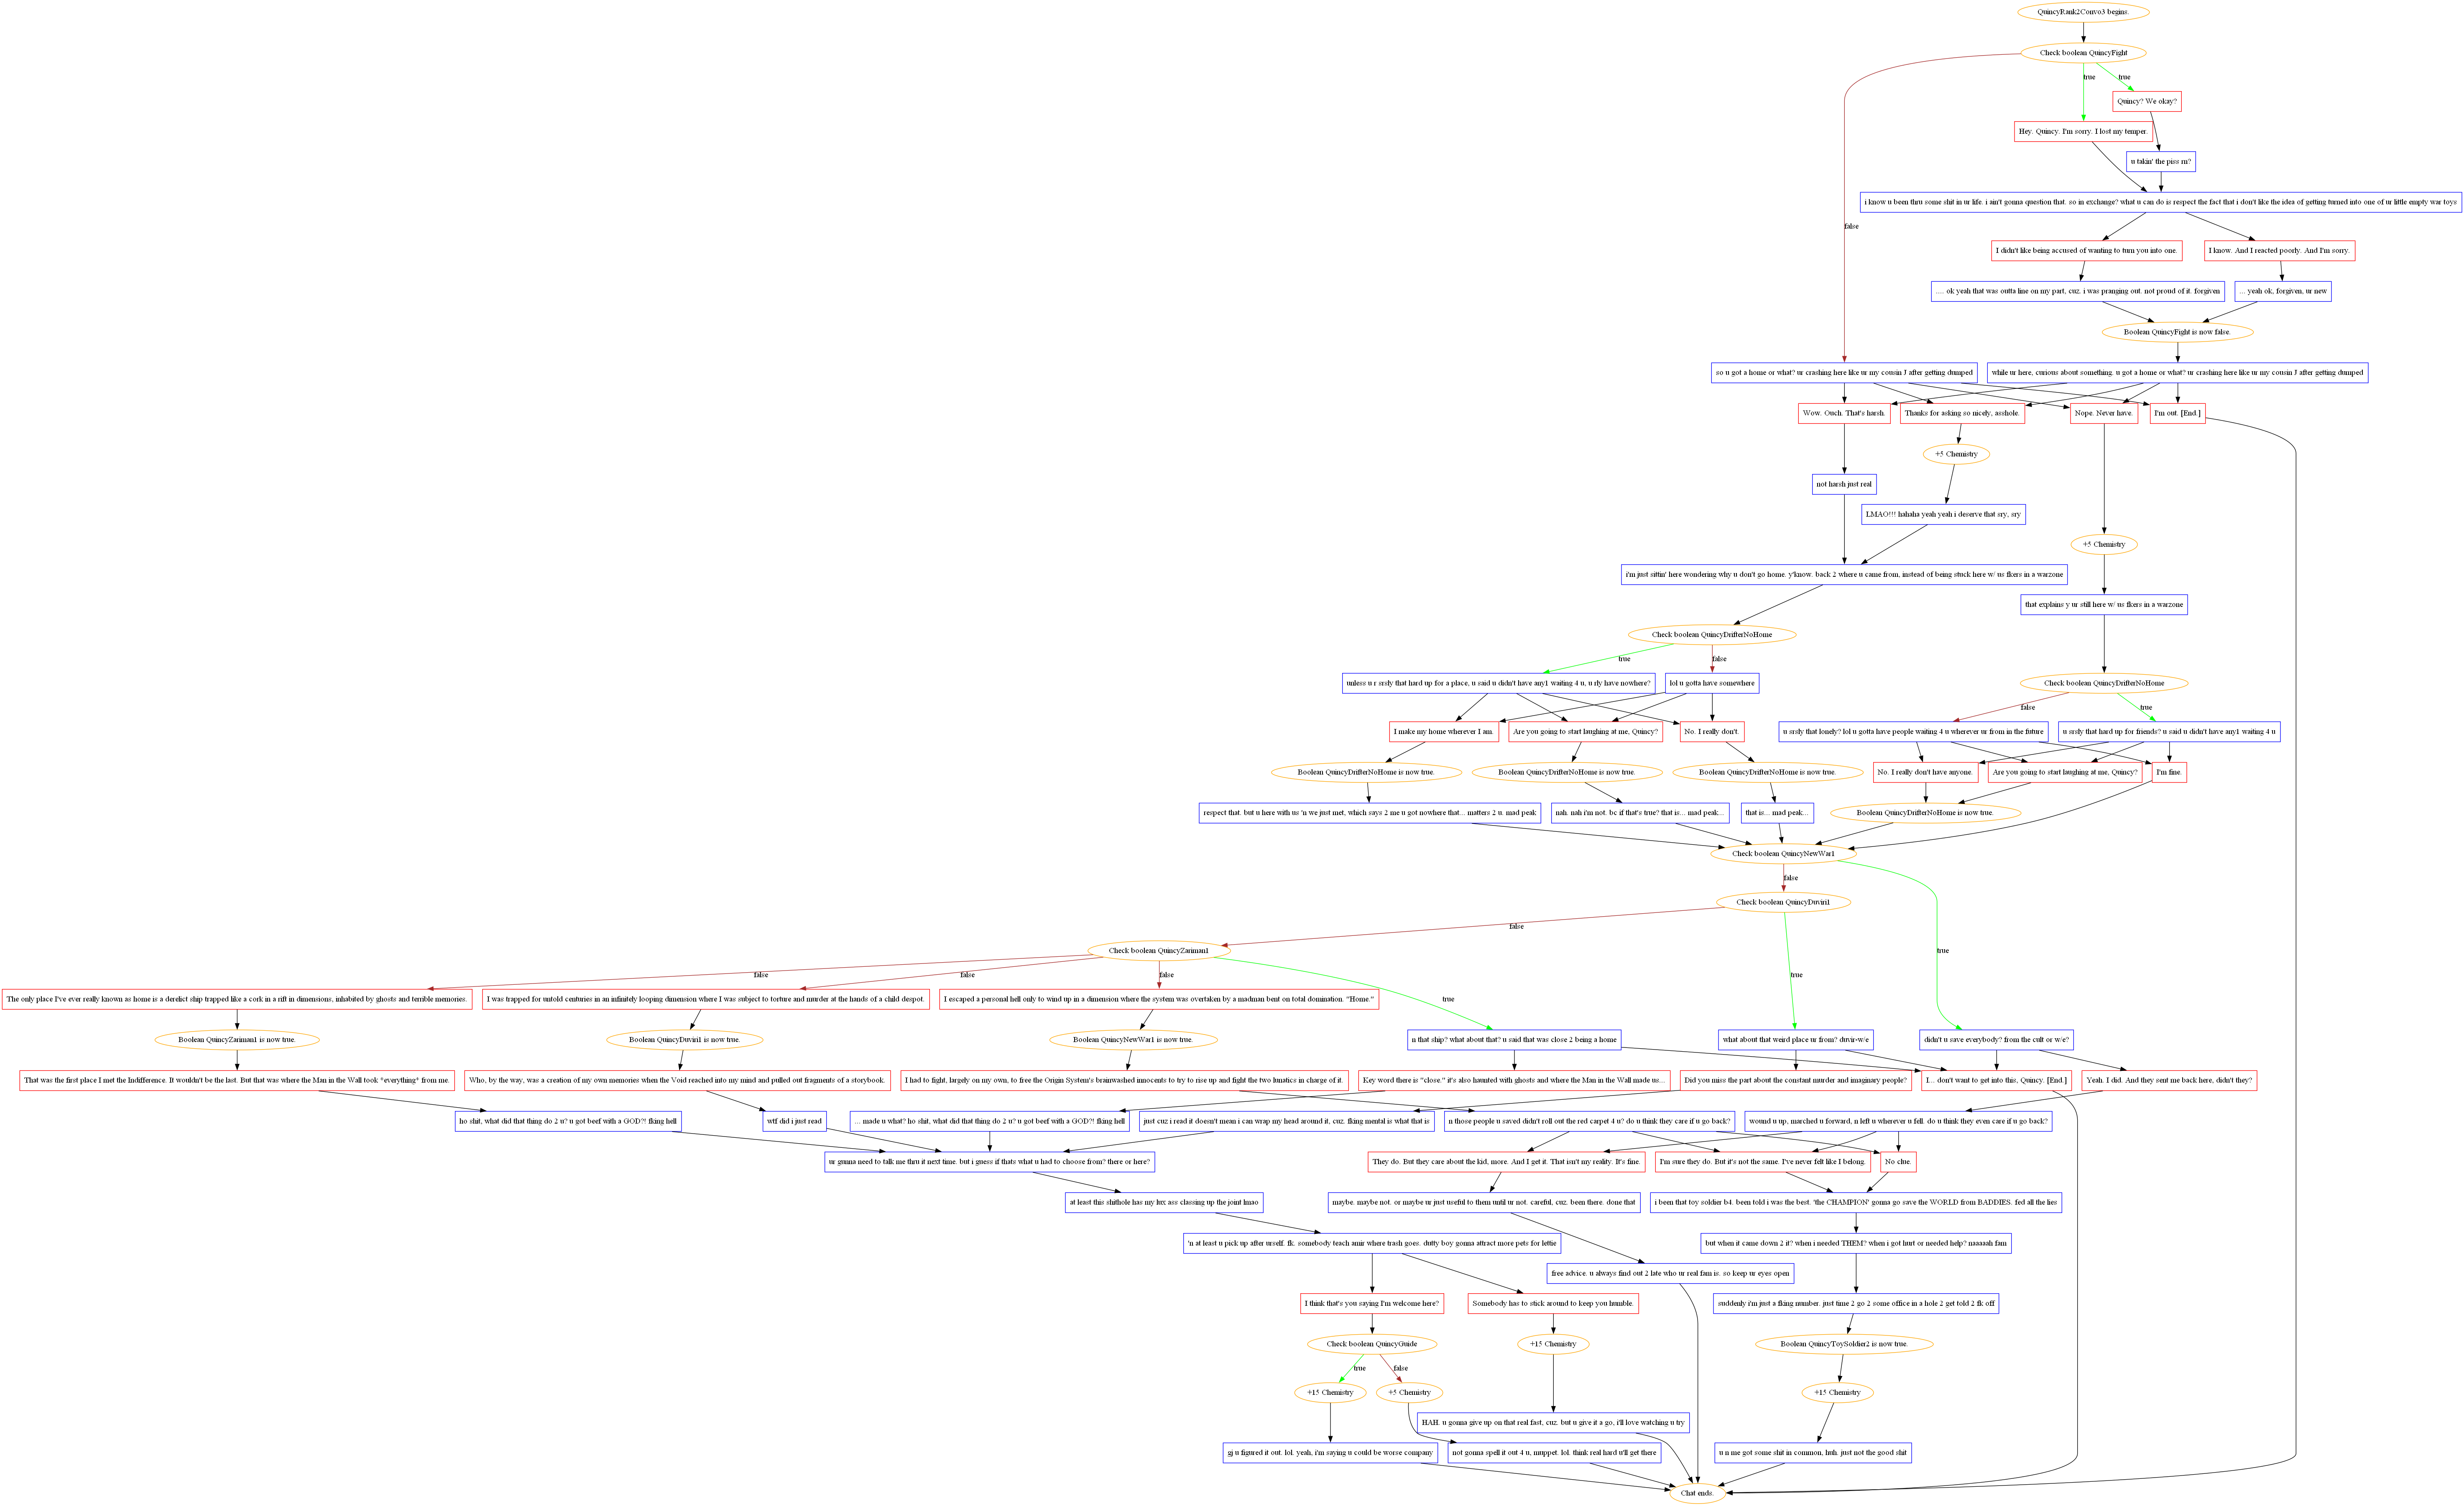 QuincyRank2Convo3 begins.
Check boolean QuincyFight
true
true
Quincy? We okay?
Hey. Quincy. I'm sorry. I lost my temper.
u takin' the piss rn?
i know u been thru some shit in ur life. i ain't gonna question that. so in exchange? what u can do is respect the fact that i don't like the idea of getting turned into one of ur little empty war toys
false
I didn't like being accused of wanting to turn you into one.
I know. And I reacted poorly. And I'm sorry.
.... ok yeah that was outta line on my part, cuz. i was pranging out. not proud of it. forgiven
... yeah ok, forgiven, ur new
Boolean QuincyFight is now false.
so u got a home or what? ur crashing here like ur my cousin J after getting dumped
while ur here, curious about something. u got a home or what? ur crashing here like ur my cousin J after getting dumped
Wow. Ouch. That's harsh.
Thanks for asking so nicely, asshole.
Nope. Never have.
I'm out. [End.]
+5 Chemistry
not harsh just real
LMAO!!! hahaha yeah yeah i deserve that sry, sry
+5 Chemistry
i'm just sittin' here wondering why u don't go home. y'know. back 2 where u came from, instead of being stuck here w/ us fkers in a warzone
that explains y ur still here w/ us fkers in a warzone
Check boolean QuincyDrifterNoHome
true
false
unless u r srsly that hard up for a place, u said u didn't have any1 waiting 4 u, u rly have nowhere?
lol u gotta have somewhere
Check boolean QuincyDrifterNoHome
false
true
I make my home wherever I am.
Are you going to start laughing at me, Quincy?
No. I really don't.
u srsly that lonely? lol u gotta have people waiting 4 u wherever ur from in the future
u srsly that hard up for friends? u said u didn't have any1 waiting 4 u
Boolean QuincyDrifterNoHome is now true.
Boolean QuincyDrifterNoHome is now true.
Boolean QuincyDrifterNoHome is now true.
No. I really don't have anyone.
Are you going to start laughing at me, Quincy?
I'm fine.
respect that. but u here with us 'n we just met, which says 2 me u got nowhere that... matters 2 u. mad peak
nah. nah i'm not. bc if that's true? that is... mad peak...
that is... mad peak...
Boolean QuincyDrifterNoHome is now true.
Check boolean QuincyNewWar1
false
Check boolean QuincyDuviri1
false
true
Check boolean QuincyZariman1
false
false
false
true
true
The only place I've ever really known as home is a derelict ship trapped like a cork in a rift in dimensions, inhabited by ghosts and terrible memories.
I was trapped for untold centuries in an infinitely looping dimension where I was subject to torture and murder at the hands of a child despot.
I escaped a personal hell only to wind up in a dimension where the system was overtaken by a madman bent on total domination. "Home."
Boolean QuincyZariman1 is now true.
Boolean QuincyDuviri1 is now true.
Boolean QuincyNewWar1 is now true.
n that ship? what about that? u said that was close 2 being a home
what about that weird place ur from? duvir-w/e
didn't u save everybody? from the cult or w/e?
That was the first place I met the Indifference. It wouldn't be the last. But that was where the Man in the Wall took *everything* from me.
Who, by the way, was a creation of my own memories when the Void reached into my mind and pulled out fragments of a storybook.
I had to fight, largely on my own, to free the Origin System's brainwashed innocents to try to rise up and fight the two lunatics in charge of it.
Key word there is "close." it's also haunted with ghosts and where the Man in the Wall made us...
Did you miss the part about the constant murder and imaginary people?
I... don't want to get into this, Quincy. [End.]
Yeah. I did. And they sent me back here, didn't they?
ho shit, what did that thing do 2 u? u got beef with a GOD?! fking hell
wtf did i just read
... made u what? ho shit, what did that thing do 2 u? u got beef with a GOD?! fking hell
just cuz i read it doesn't mean i can wrap my head around it, cuz. fking mental is what that is
n those people u saved didn't roll out the red carpet 4 u? do u think they care if u go back?
wound u up, marched u forward, n left u wherever u fell. do u think they even care if u go back?
ur gunna need to talk me thru it next time. but i guess if thats what u had to choose from? there or here?
They do. But they care about the kid, more. And I get it. That isn't my reality. It's fine.
I'm sure they do. But it's not the same. I've never felt like I belong.
No clue.
at least this shithole has my lux ass classing up the joint lmao
maybe. maybe not. or maybe ur just useful to them until ur not. careful, cuz. been there. done that
i been that toy soldier b4. been told i was the best. 'the CHAMPION' gonna go save the WORLD from BADDIES. fed all the lies
'n at least u pick up after urself. fk. somebody teach amir where trash goes. dutty boy gonna attract more pets for lettie
but when it came down 2 it? when i needed THEM? when i got hurt or needed help? naaaah fam
free advice. u always find out 2 late who ur real fam is. so keep ur eyes open
I think that's you saying I'm welcome here?
Somebody has to stick around to keep you humble.
suddenly i'm just a fking number. just time 2 go 2 some office in a hole 2 get told 2 fk off
Check boolean QuincyGuide
+15 Chemistry
Boolean QuincyToySoldier2 is now true.
true
false
+15 Chemistry
+5 Chemistry
+15 Chemistry
HAH. u gonna give up on that real fast, cuz. but u give it a go, i'll love watching u try
gj u figured it out. lol. yeah, i'm saying u could be worse company
not gonna spell it out 4 u, muppet. lol. think real hard u'll get there
u n me got some shit in common, huh. just not the good shit
Chat ends.